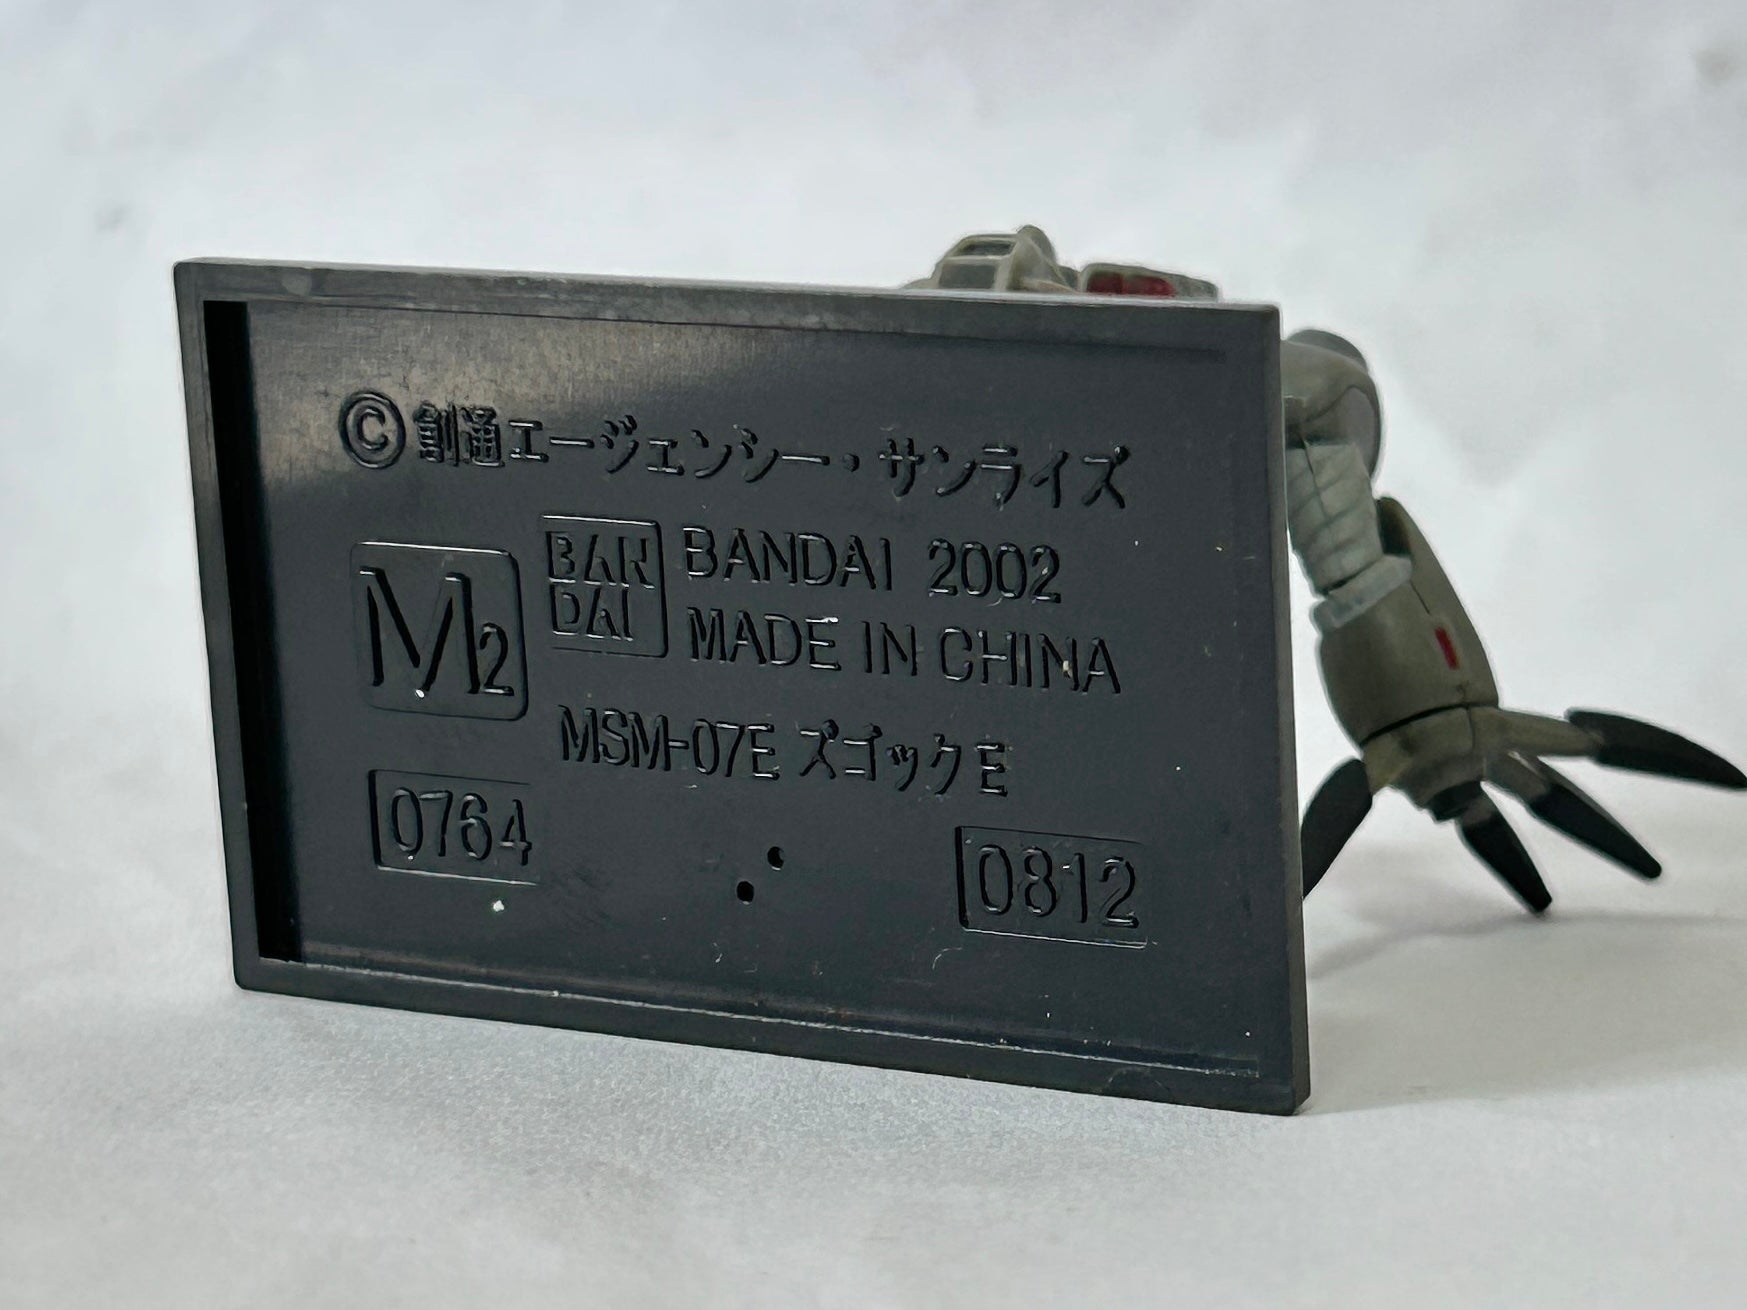 ©創通エージェンシー・サンライズ
M2
BAN
DAI
BANDAI 2002
MADE IN CHINA
MSM-07E ズゴックE
0764
0812